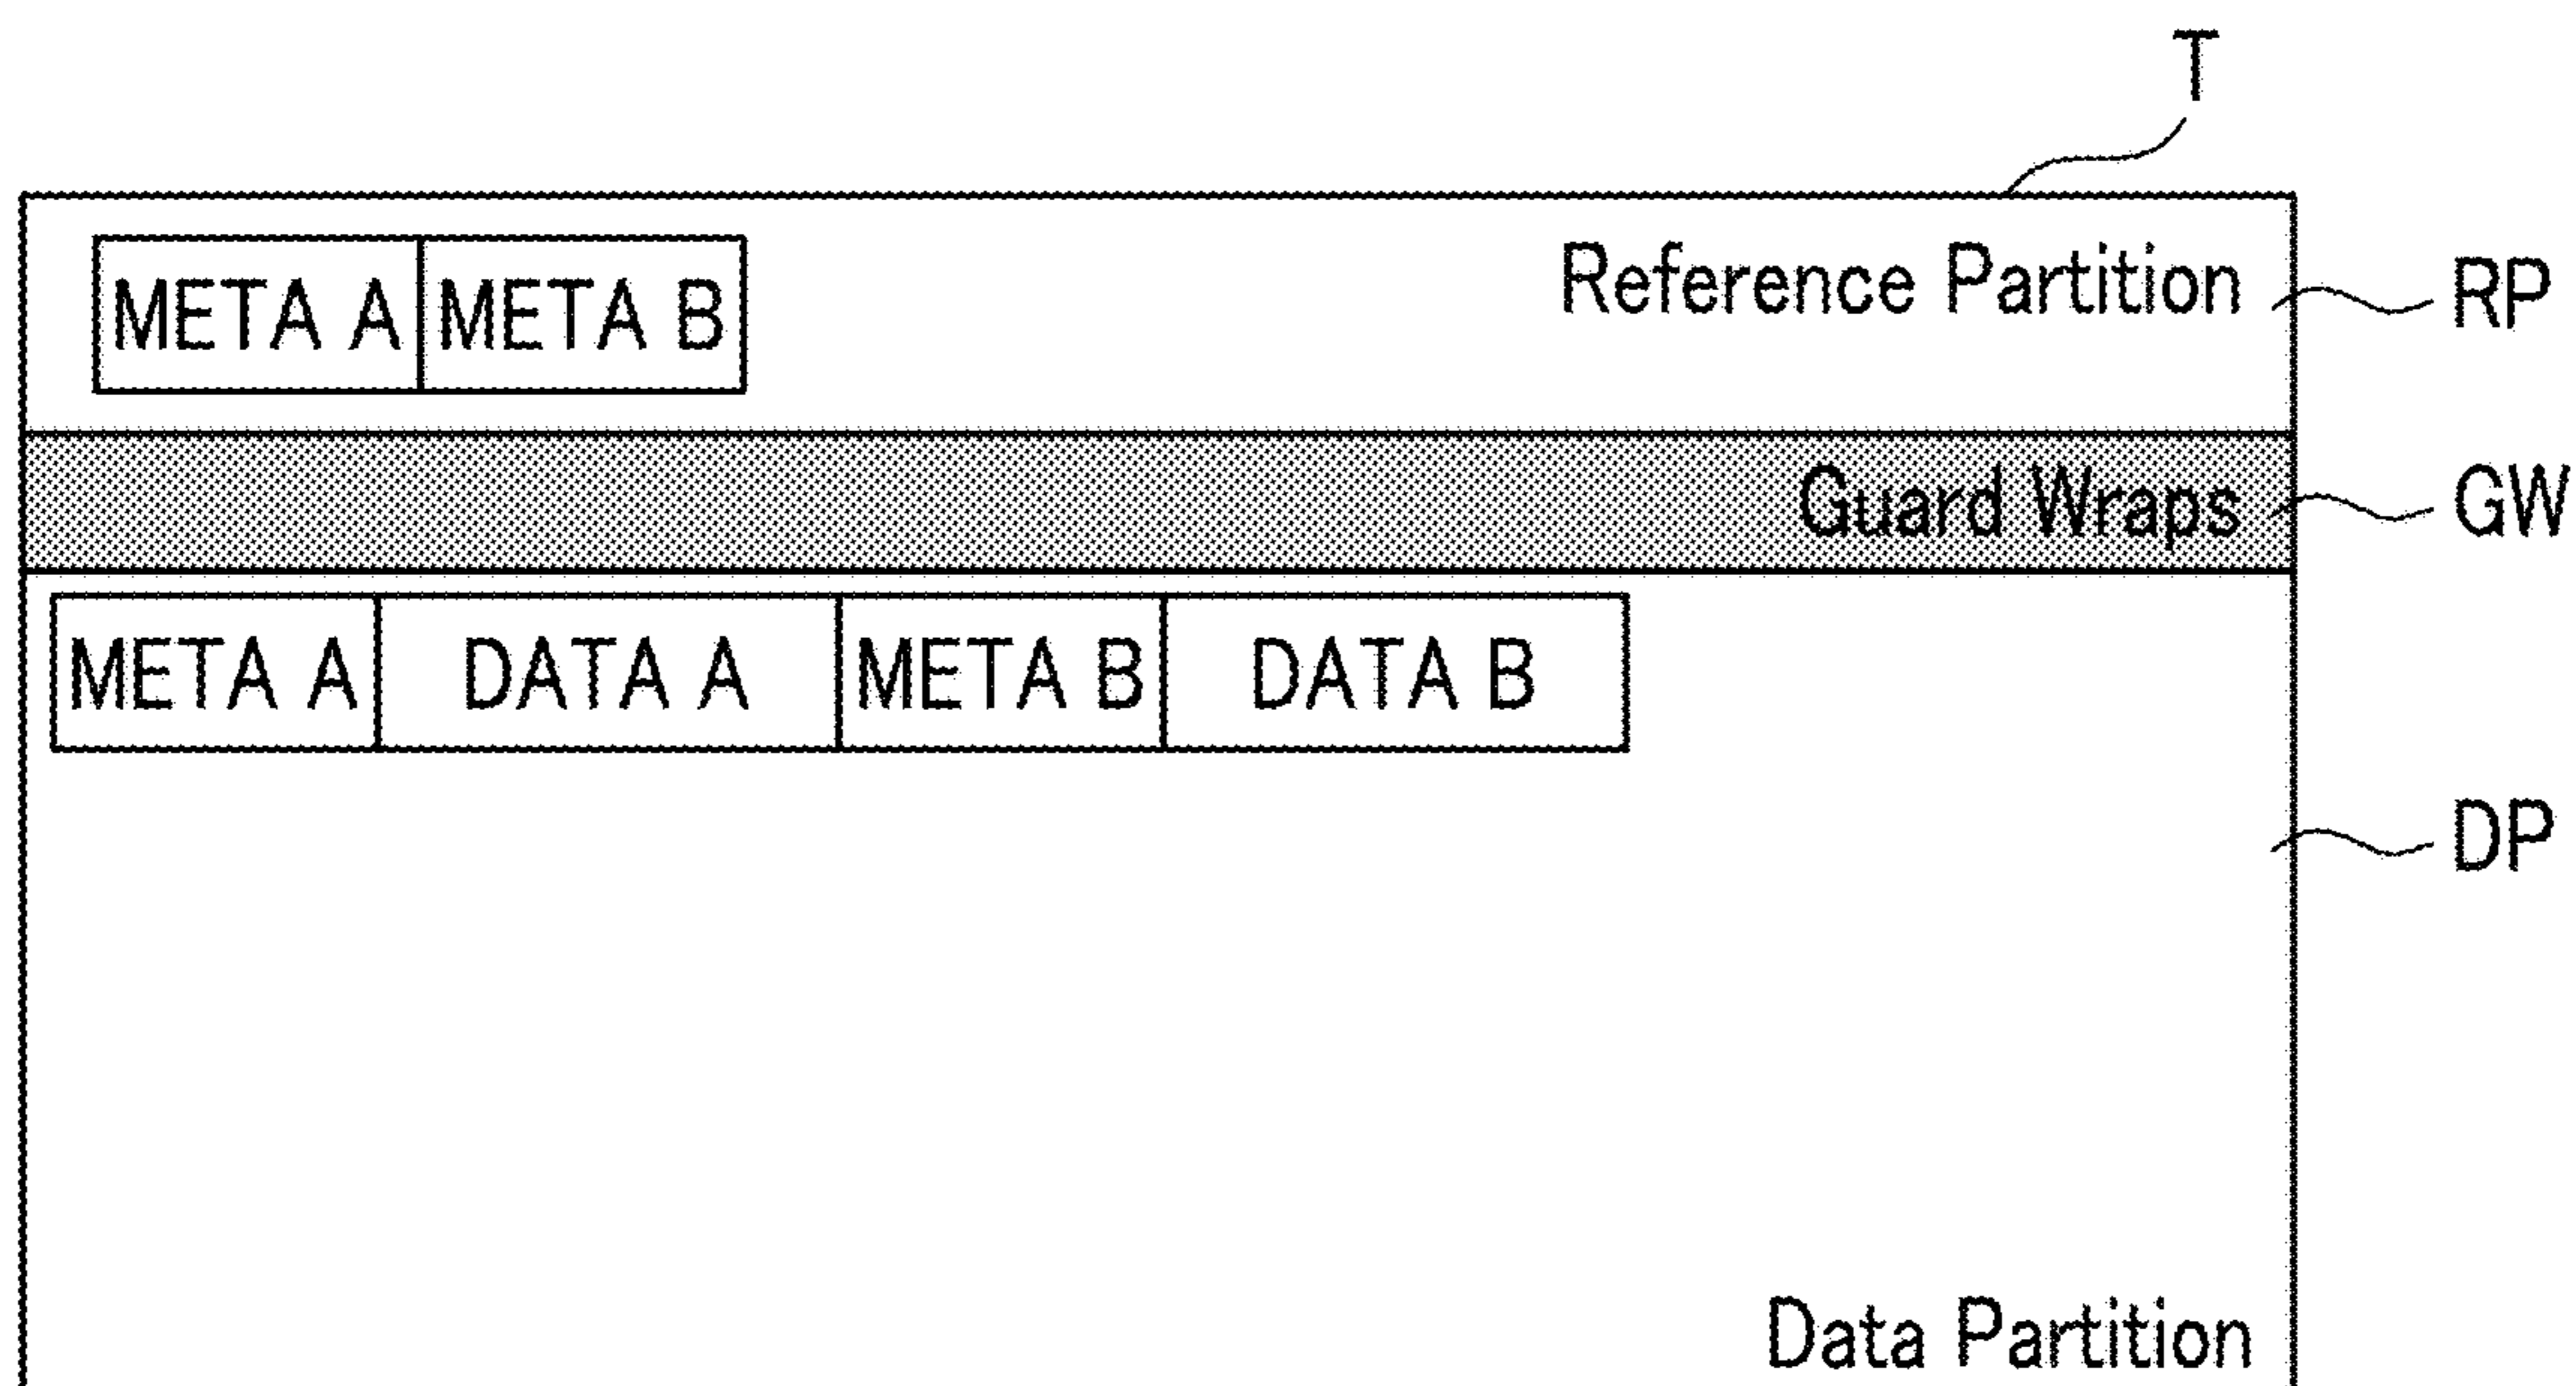 T
META A META B Reference Partition RP
Guard Wraps GW
META A DATA A META B DATA B
DP
Data Partition